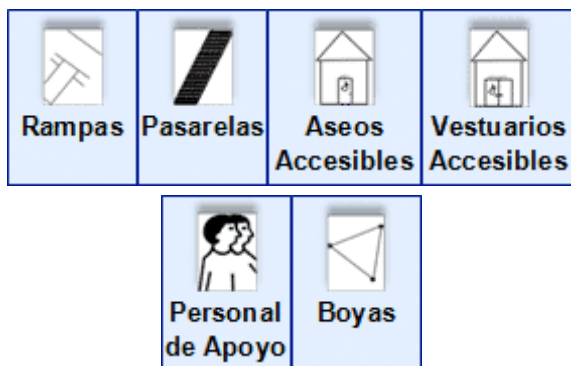 Rampas Pasarelas Aseos Vestuarios
Accesibles Accesibles
Personal Boyas
de Apoyo